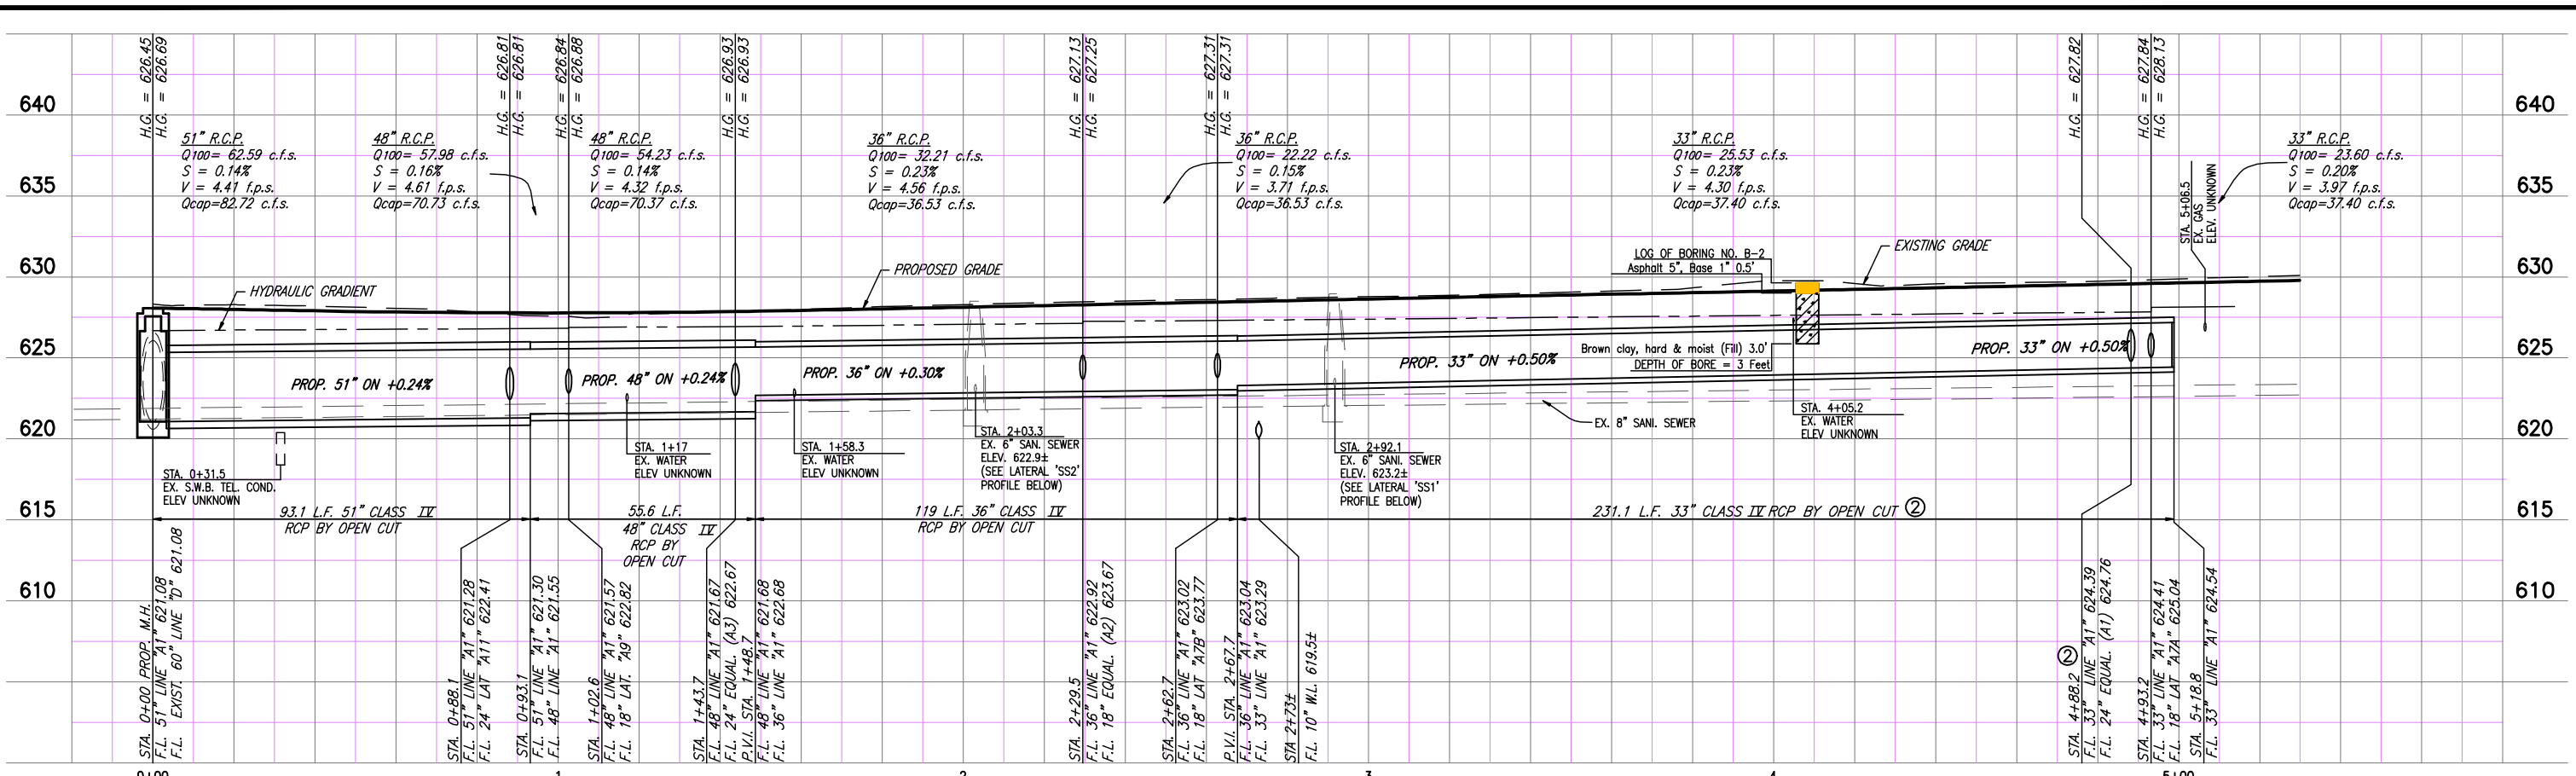 H.G. = 626.45
H.G. = 626.69
H.G. = 626.81
H.G. = 626.81
H.G. = 626.84
H.G. = 626.88
H.G. = 626.93
H.G. = 626.93
H.G. = 627.13
H.G. = 627.25
H.G. = 627.31
H.G. = 627.31
H.G. = 627.82
H.G. = 627.84
H.G. = 628.13
640
640
635
635
630
630
625
625
620
620
615
615
610
610
51" R.C.P.
Q100= 62.59 c.f.s.
S = 0.14%
V = 4.41 f.p.s.
Qcap=82.72 c.f.s.
48" R.C.P.
Q100= 57.98 c.f.s.
S = 0.16%
V = 4.61 f.p.s.
Qcap=70.73 c.f.s.
48" R.C.P.
Q100= 54.23 c.f.s.
S = 0.14%
V = 4.32 f.p.s.
Qcap=70.37 c.f.s.
36" R.C.P.
Q100= 32.21 c.f.s.
S = 0.23%
V = 4.56 f.p.s.
Qcap=36.53 c.f.s.
36" R.C.P.
Q100= 22.22 c.f.s.
S = 0.15%
V = 3.71 f.p.s.
Qcap=36.53 c.f.s.
33" R.C.P.
Q100= 25.53 c.f.s.
S = 0.23%
V = 4.30 f.p.s.
Qcap=37.40 c.f.s.
33" R.C.P.
Q100= 23.60 c.f.s.
S = 0.20%
V = 3.97 f.p.s.
Qcap=37.40 c.f.s.
STA. 5+06.5
EX. GAS
ELEV. UNKNOWN
HYDRAULIC GRADIENT
PROPOSED GRADE
LOG OF BORING NO. B-2
Asphalt 5", Base 1" 0.5'
EXISTING GRADE
Brown clay, hard & moist (Fill) 3.0'
DEPTH OF BORE = 3 Feet
PROP. 51" ON +0.24%
PROP. 48" ON +0.24%
PROP. 36" ON +0.30%
PROP. 33" ON +0.50%
PROP. 33" ON +0.50%
STA. 0+31.5
EX. S.W.B. TEL. COND.
ELEV UNKNOWN
STA. 1+17
EX. WATER
ELEV UNKNOWN
STA. 1+58.3
EX. WATER
ELEV UNKNOWN
STA. 2+03.3
EX. 6" SAN. SEWER
ELEV. 622.9±
(SEE LATERAL 'SS2'
PROFILE BELOW)
STA. 2+92.1
EX. 6" SANI. SEWER
ELEV. 623.2±
(SEE LATERAL 'SS1'
PROFILE BELOW)
EX. 8" SANI. SEWER
STA. 4+05.2
EX. WATER
ELEV UNKNOWN
93.1 L.F. 51" CLASS IV
RCP BY OPEN CUT
55.6 L.F.
48" CLASS IV
RCP BY
OPEN CUT
119 L.F. 36" CLASS IV
RCP BY OPEN CUT
231.1 L.F. 33" CLASS IV RCP BY OPEN CUT 2
STA. 0+00 PROP. M.H.
F.L. 51" LINE "A1" 621.08
F.L. EXIST. 60" LINE "D" 621.08
STA. 0+88.1
F.L. 51" LINE "A1" 621.28
F.L. 24" LAT "A11" 622.41
STA. 0+93.1
F.L. 51" LINE "A1" 621.30
F.L. 48" LINE "A1" 621.55
STA. 1+02.6
F.L. 48" LINE "A1" 621.57
F.L. 18" LAT. "A9" 622.82
STA. 1+43.7
F.L. 48" LINE "A1" 621.67
F.L. 24" EQUAL. (A3) 622.67
P.V.I. STA. 1+48.7
F.L. 48" LINE "A1" 621.68
F.L. 36" LINE "A1" 622.68
STA. 2+29.5
F.L. 36" LINE "A1" 622.92
F.L. 18" EQUAL. (A2) 623.67
STA. 2+62.7
F.L. 36" LINE "A1" 623.02
F.L. 18" LAT "A7B" 623.77
P.V.I. STA. 2+67.7
F.L. 36" LINE "A1" 623.04
F.L. 33" LINE "A1" 623.29
STA 2+73±
F.L. 10" W.L. 619.5±
2
STA. 4+88.2
F.L. 33" LINE "A1" 624.39
F.L. 24" EQUAL (A1) 624.76
STA. 4+93.2
F.L. 33" LINE "A1" 624.41
F.L. 18" LAT "A7A" 625.04
STA. 5+18.8
F.L. 33" LINE "A1" 624.54
0+00
1
2
3
4
5+00